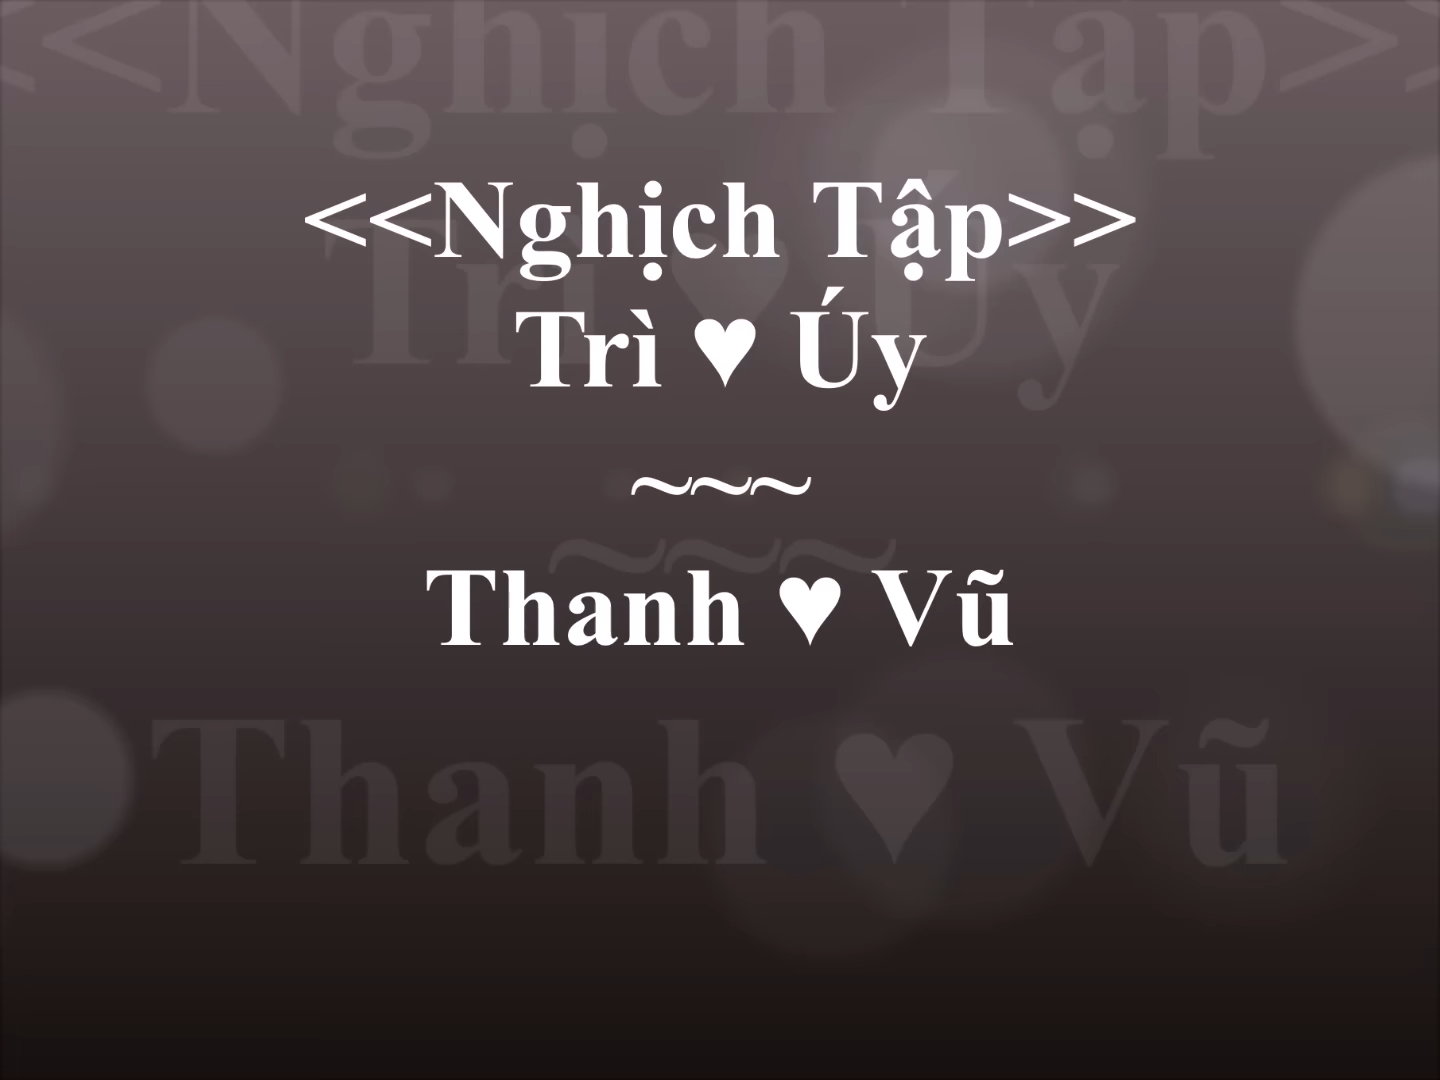 <<Nghịch Tập>>
Trì ♥ Úy
~~~
Thanh ♥ Vũ